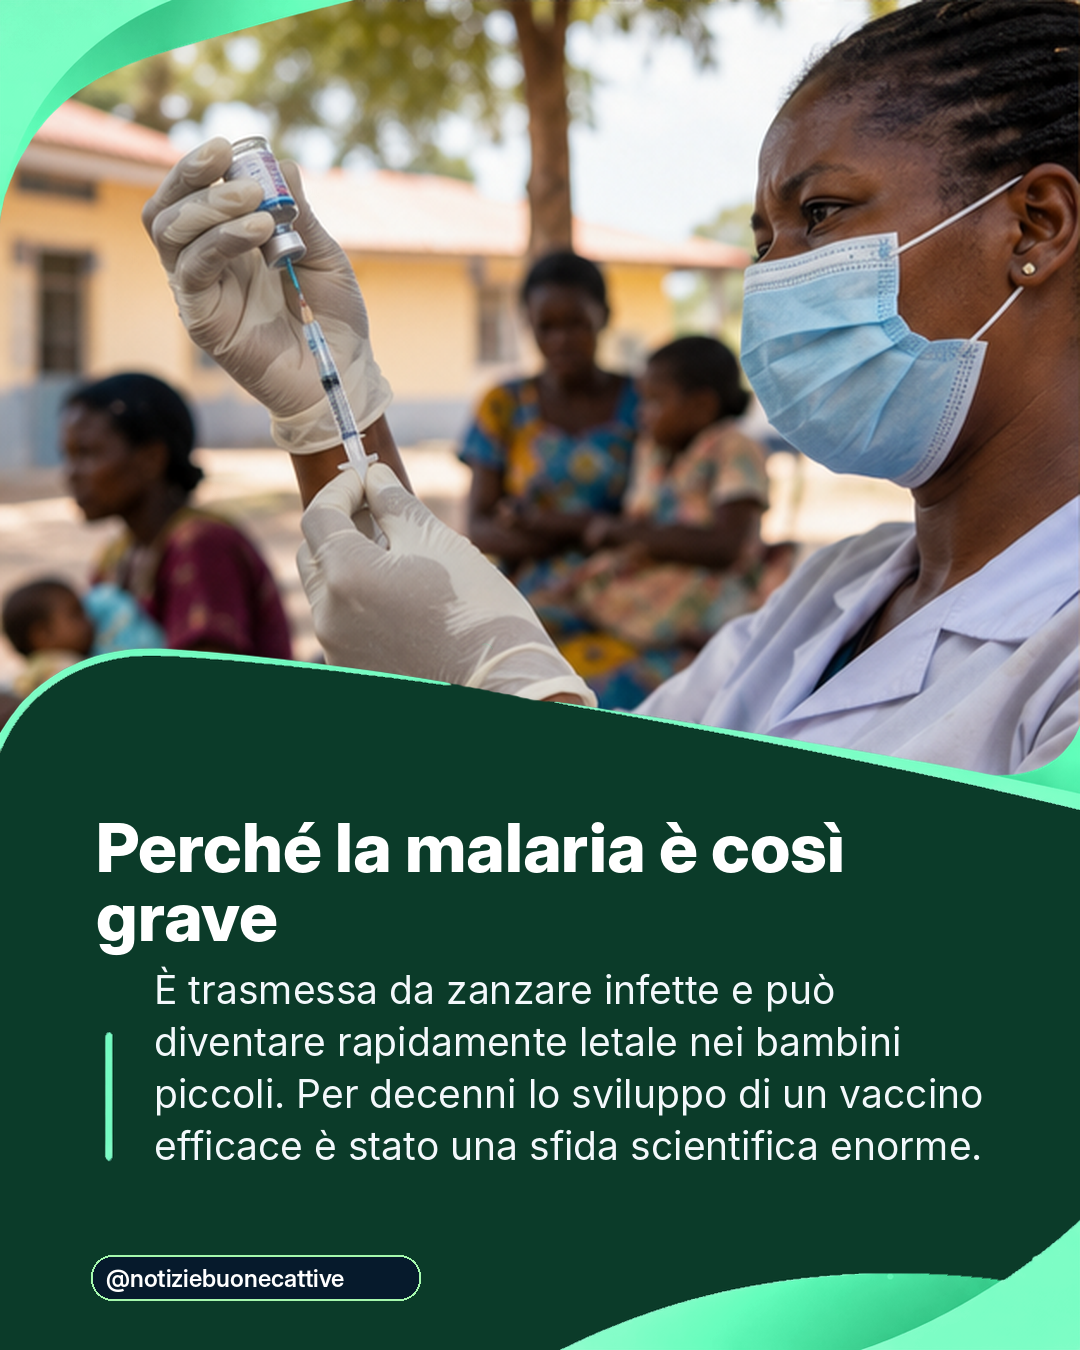 Perché la malaria è così
grave
È trasmessa da zanzare infette e può
diventare rapidamente letale nei bambini
piccoli. Per decenni lo sviluppo di un vaccino
efficace è stato una sfida scientifica enorme.
@notiziebuonecattive